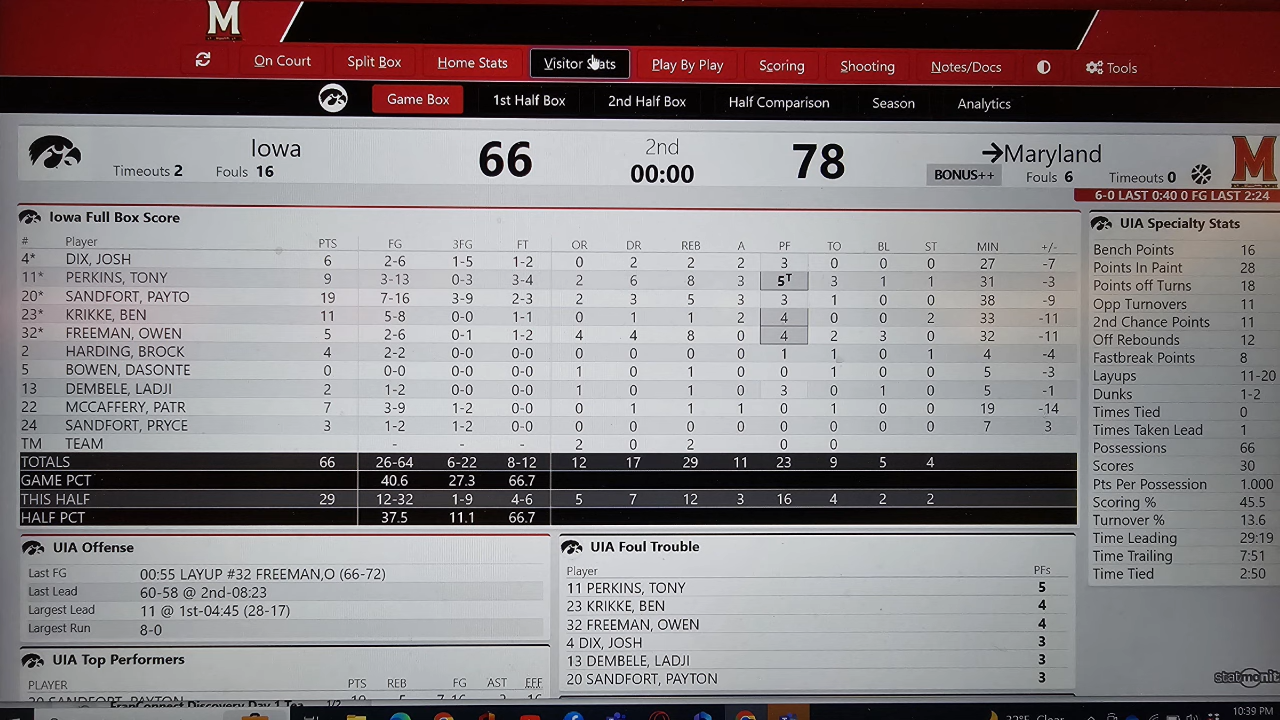 M
On Court Split Box Home Stats Visitor Stats Play By Play Scoring Shooting Notes/Docs Tools
Game Box 1st Half Box 2nd Half Box Half Comparison Season Analytics
Iowa 66 2nd 78 →Maryland M
Timeouts 2 Fouls 16 00:00 BONUS++ Fouls 6 Timeouts 0
6-0 LAST 0:40 0 FG LAST 2:24
Iowa Full Box Score
# Player PTS FG 3FG FT OR DR REB A PF TO BL ST MIN +/-
4* DIX, JOSH 6 2-6 1-5 1-2 0 2 2 2 3 0 0 0 27 -7
11* PERKINS, TONY 9 3-13 0-3 3-4 2 6 8 3 5T 3 1 1 31 -3
20* SANDFORT, PAYTO 19 7-16 3-9 2-3 2 3 5 3 3 1 0 0 38 -9
23* KRIKKE, BEN 11 5-8 0-0 1-1 0 1 1 2 4 0 0 2 33 -11
32* FREEMAN, OWEN 5 2-6 0-1 1-2 4 4 8 0 4 2 3 0 32 -11
2 HARDING, BROCK 4 2-2 0-0 0-0 0 0 0 0 1 1 0 1 4 -4
5 BOWEN, DASONTE 0 0-0 0-0 0-0 1 0 1 0 0 1 0 0 5 -3
13 DEMBELE, LADJI 2 1-2 0-0 0-0 1 0 1 0 3 0 1 0 5 -1
22 MCCAFFERY, PATR 7 3-9 1-2 0-0 0 1 1 1 0 1 0 0 19 -14
24 SANDFORT, PRYCE 3 1-2 1-2 0-0 0 0 0 0 0 0 0 0 7 3
TM TEAM - - - 2 0 2 0 0
TOTALS 66 26-64 6-22 8-12 12 17 29 11 23 9 5 4
GAME PCT 40.6 27.3 66.7
THIS HALF 29 12-32 1-9 4-6 5 7 12 3 16 4 2 2
HALF PCT 37.5 11.1 66.7
UIA Specialty Stats
Bench Points 16
Points In Paint 28
Points off Turns 18
Opp Turnovers 11
2nd Chance Points 11
Off Rebounds 12
Fastbreak Points 8
Layups 11-20
Dunks 1-2
Times Tied 0
Times Taken Lead 1
Possessions 66
Scores 30
Pts Per Possession 1.000
Scoring % 45.5
Turnover % 13.6
Time Leading 29:19
Time Trailing 7:51
Time Tied 2:50
UIA Offense
Last FG 00:55 LAYUP #32 FREEMAN,O (66-72)
Last Lead 60-58 @ 2nd-08:23
Largest Lead 11 @ 1st-04:45 (28-17)
Largest Run 8-0
UIA Foul Trouble
Player PFs
11 PERKINS, TONY 5
23 KRIKKE, BEN 4
32 FREEMAN, OWEN 4
4 DIX, JOSH 3
13 DEMBELE, LADJI 3
20 SANDFORT, PAYTON 3
UIA Top Performers
PLAYER PTS REB FG AST EFF
20 SANDFORT, PAYTON
FranConnect Discovery Day 1 Tea 1/2
Clear 10:39 PM